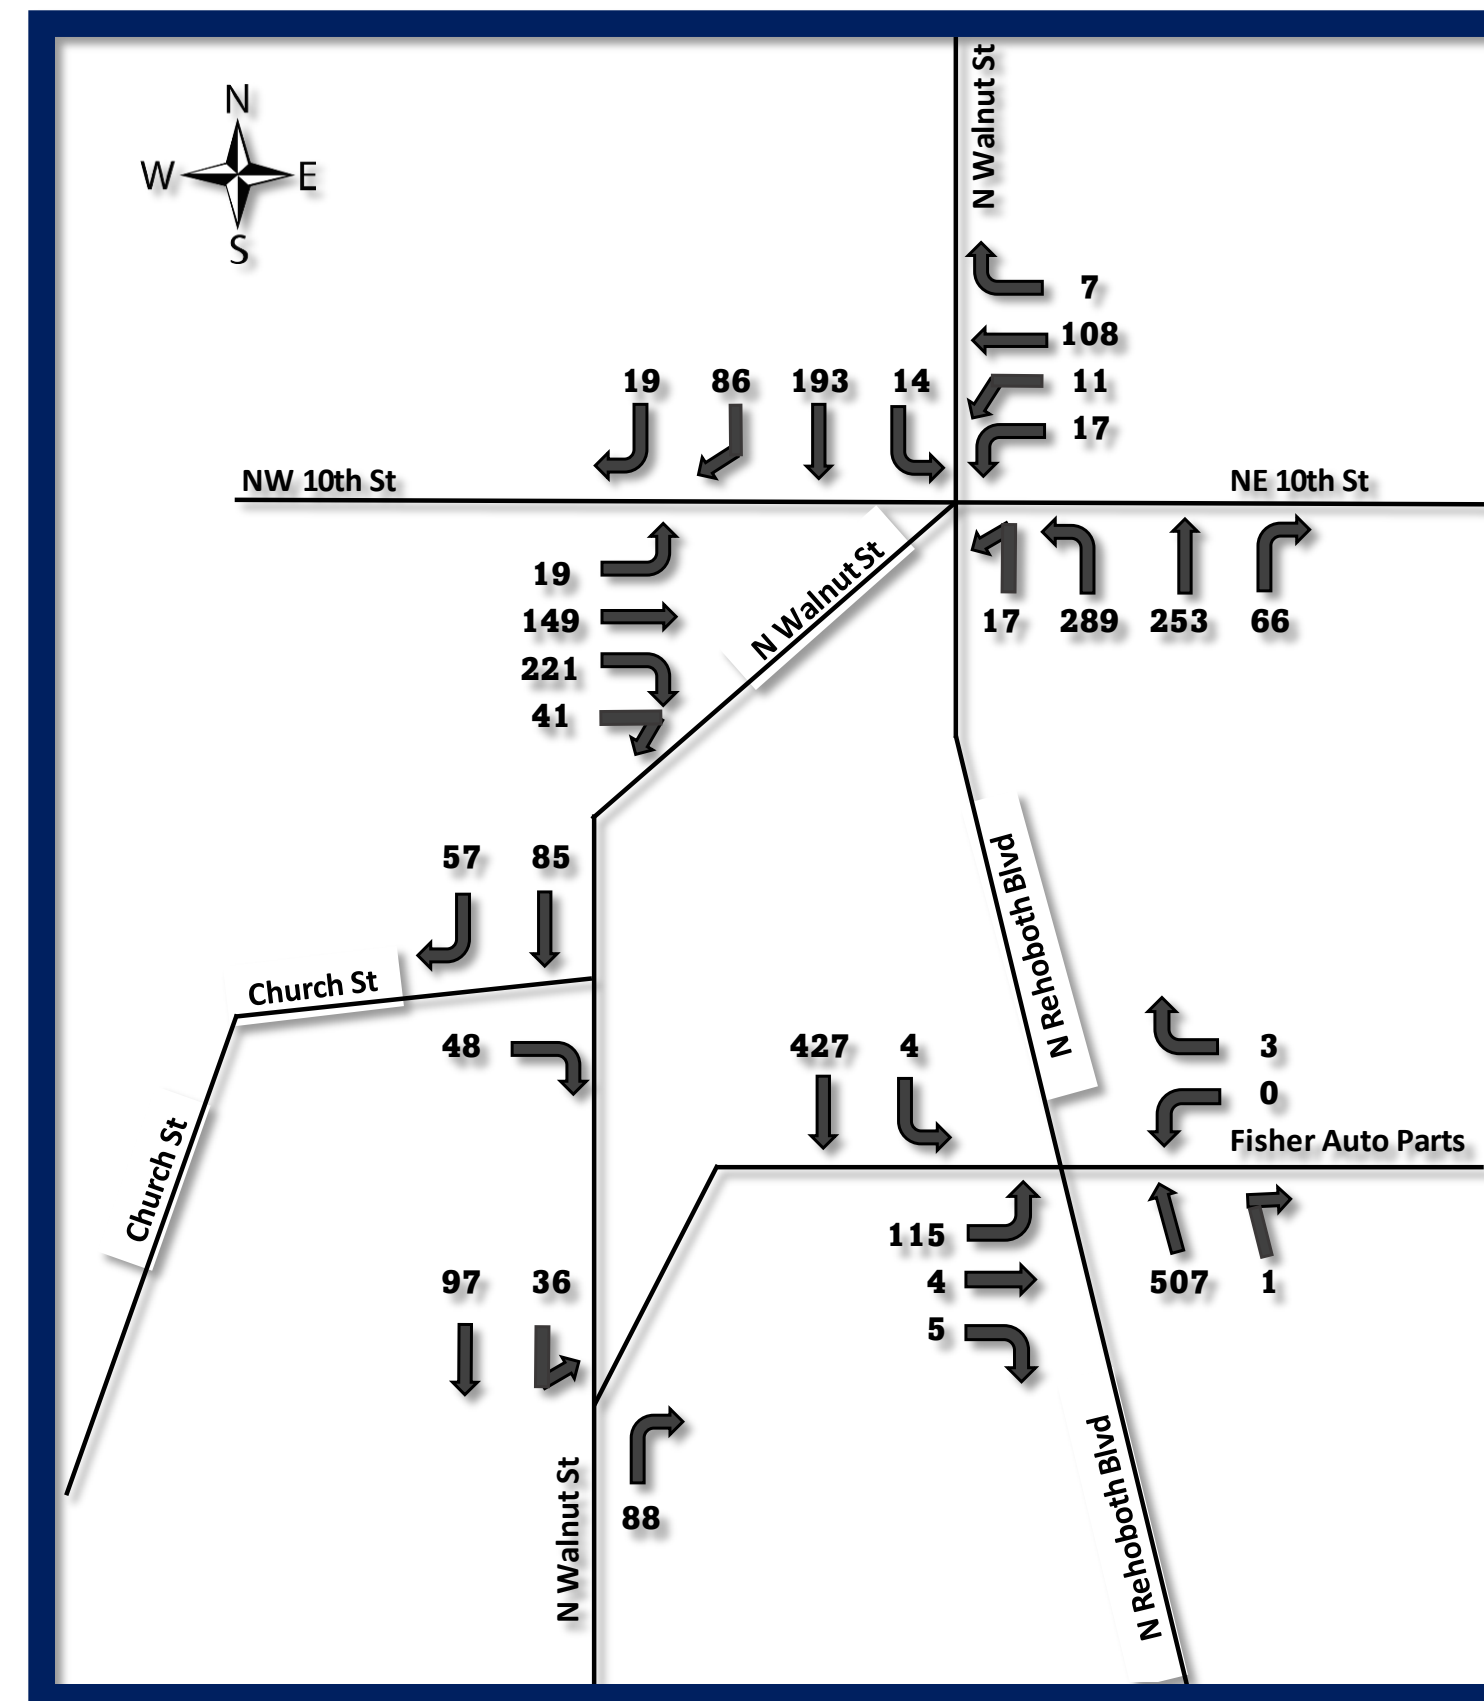 N Walnut St
N
W E
S
7
108
19 86 193 14
11
17
NW 10th St
NE 10th St
N Walnut St
19
149
17 289 253 66
221
41
57 85
N Rehoboth Blvd
Church St
48
427 4
3
0
Fisher Auto Parts
Church St
115
4
5
507 1
97 36
88
N Walnut St
N Rehoboth Blvd